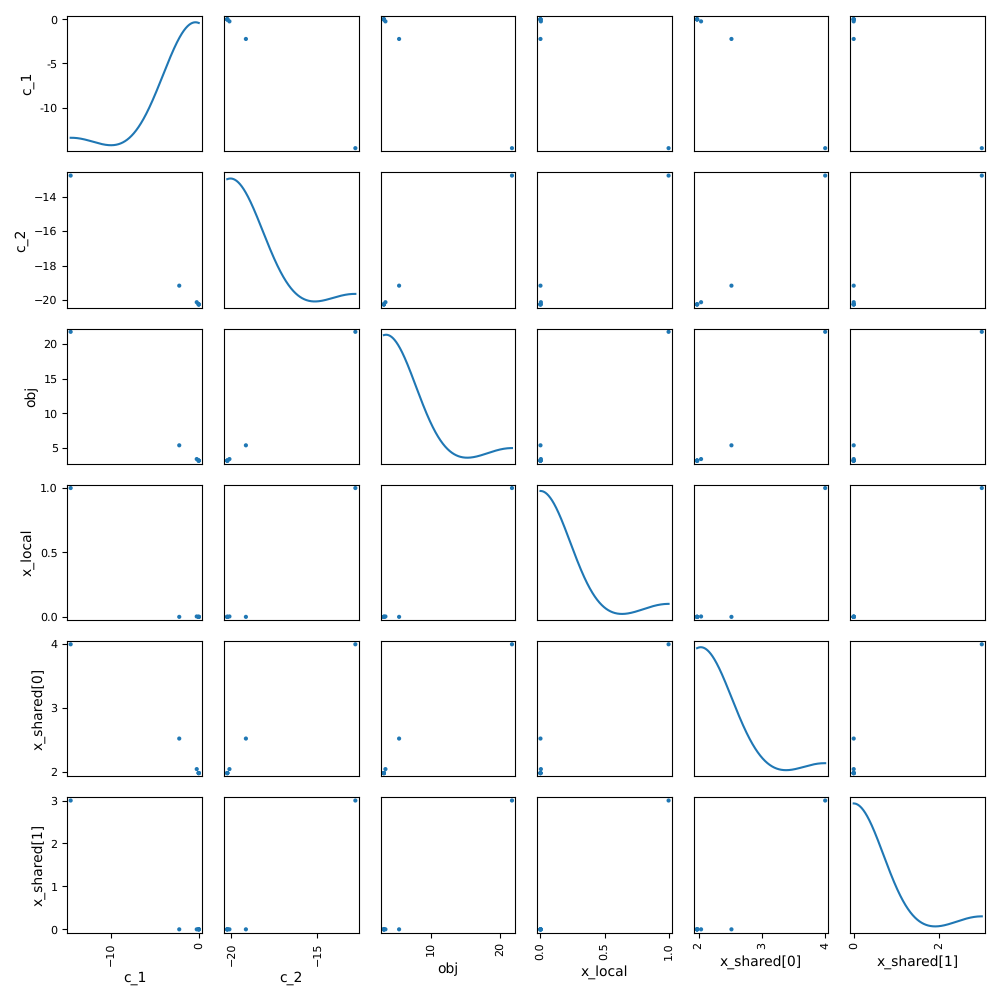 0
-5
-10
c_1
−14
−16
−18
−20
c_2
20
15
10
5
obj
1.0
0.5
0.0
x_local
4
3
2
x_shared[0]
3
2
1
0
x_shared[1]
−10 0 −20 −15 10 20 0.0 0.5 1.0 2 3 4 0 2
c_1 c_2 obj x_local x_shared[0] x_shared[1]